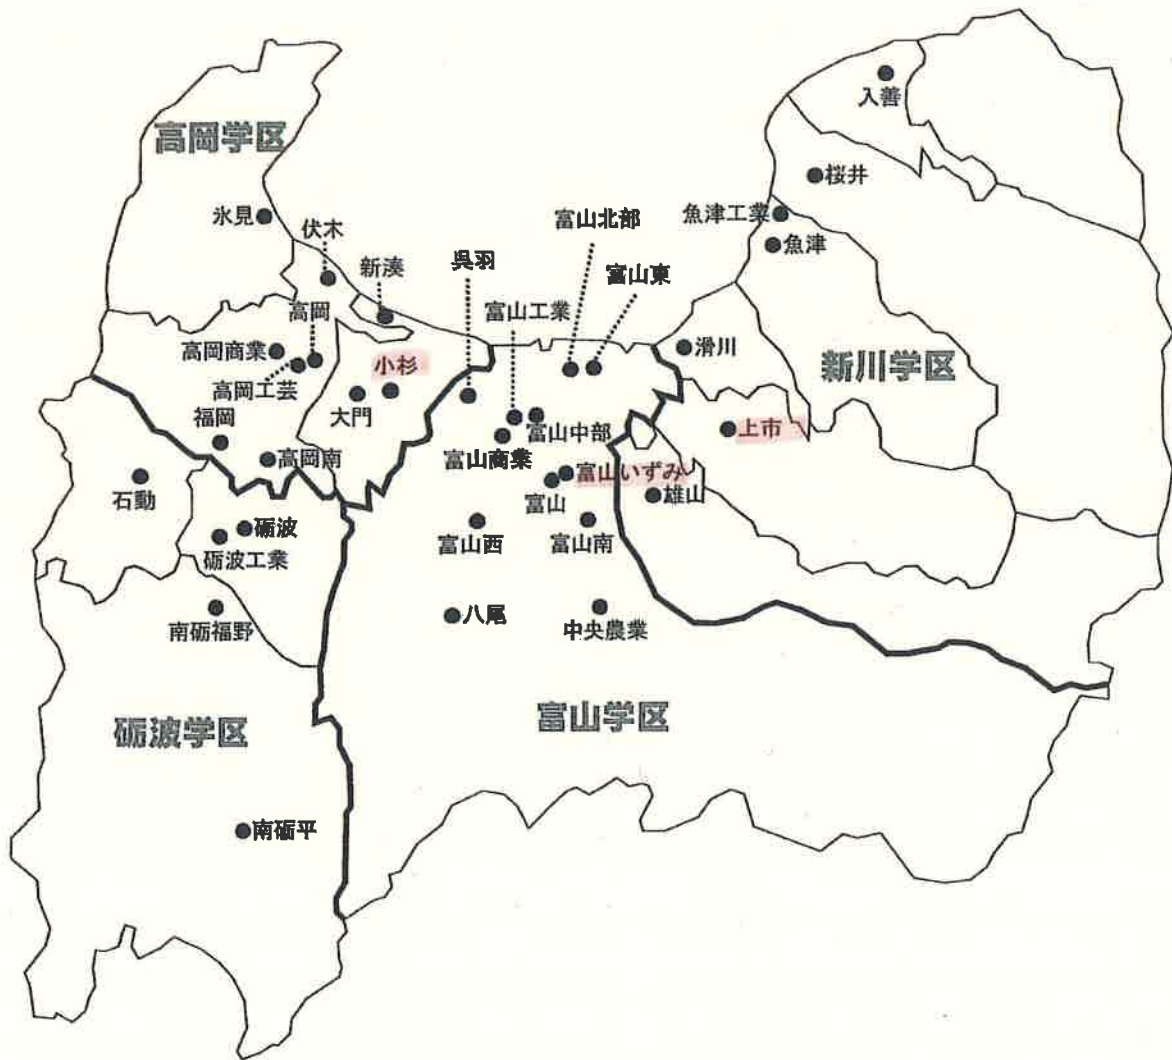 入善
高岡学区
桜井
氷見
魚津工業
富山北部
伏木
魚津
呉羽
新湊
富山東
高岡
富山工業
高岡商業
滑川
小杉
新川学区
高岡工芸
大門
福岡
富山中部
上市
高岡南
富山商業
石動
富山いずみ
富山
雄山
砺波
富山西
富山南
砺波工業
八尾
南砺福野
中央農業
富山学区
砺波学区
南砺平